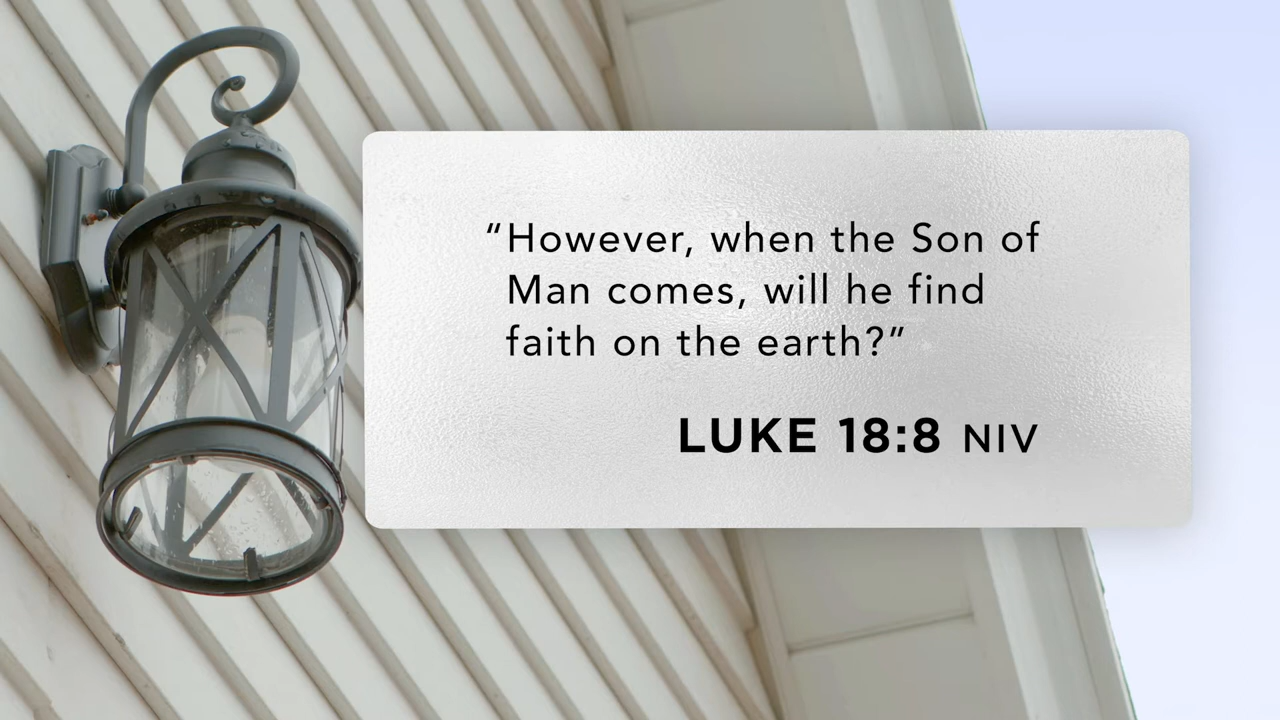 “However, when the Son of
Man comes, will he find
faith on the earth?”
LUKE 18:8 NIV